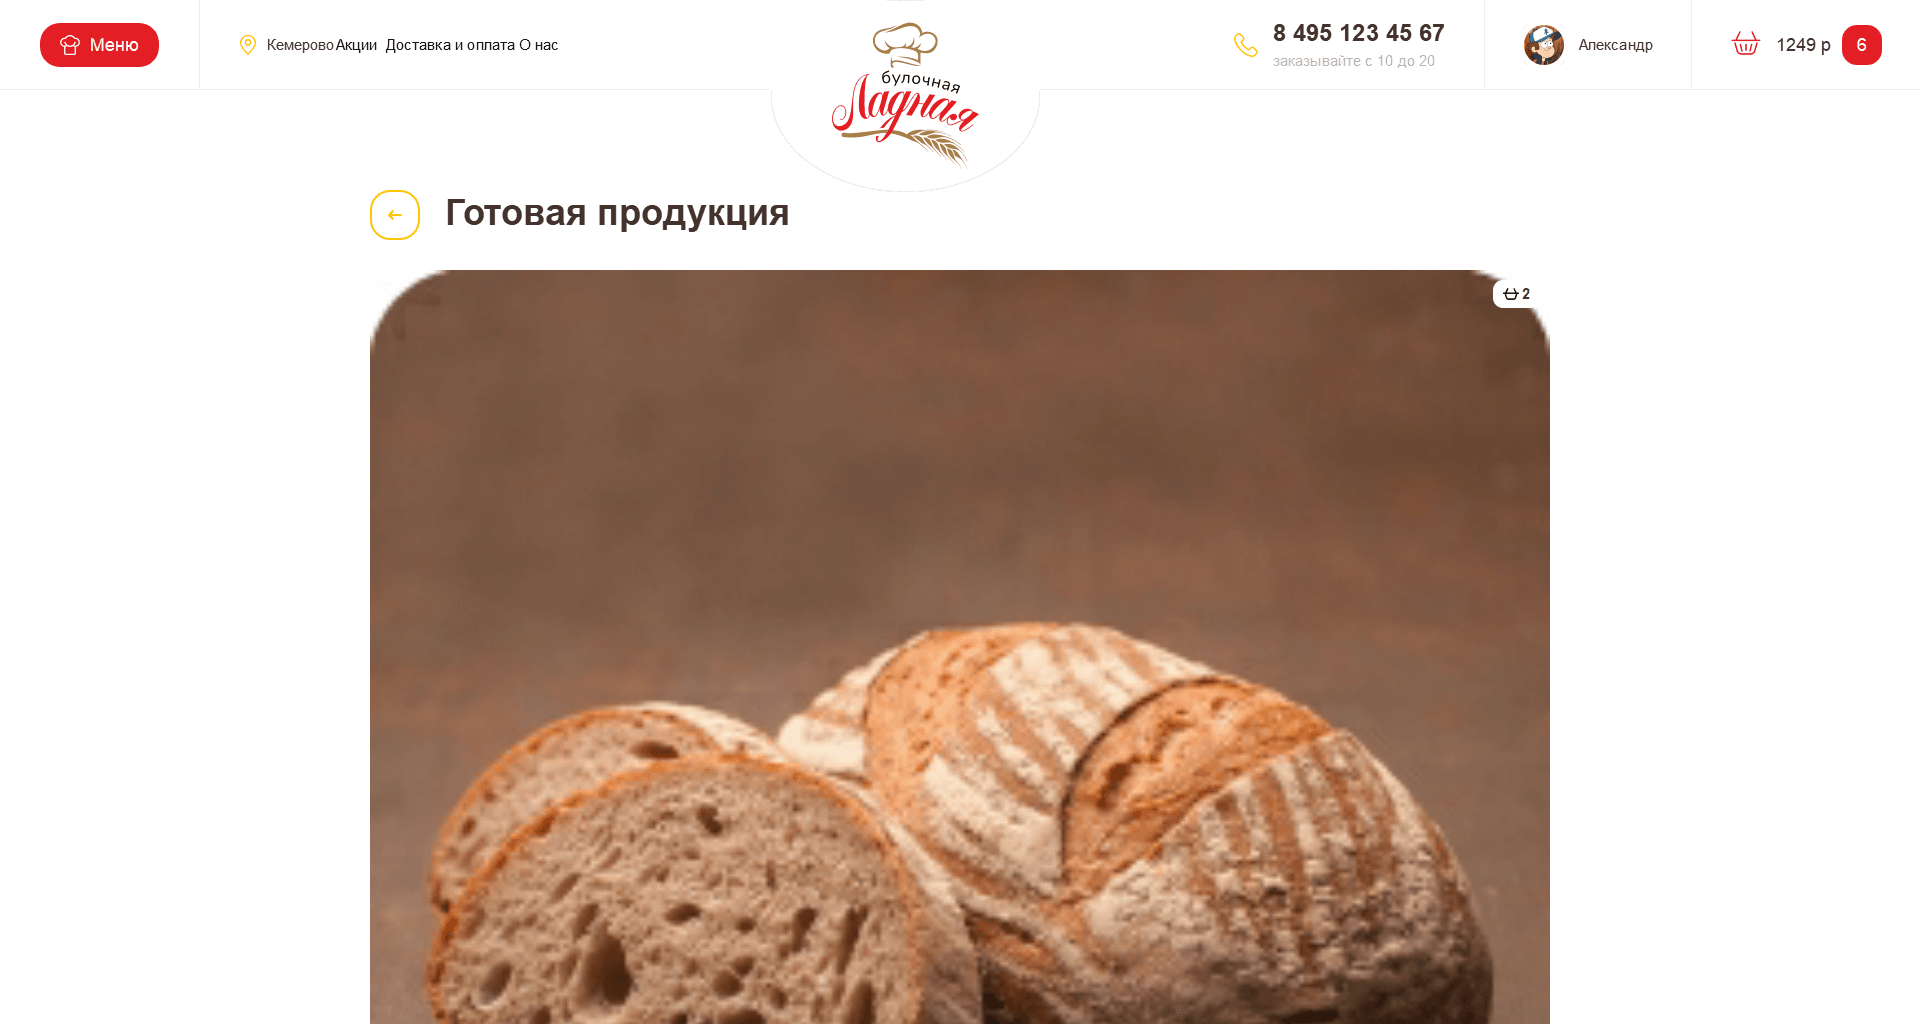 Меню
Кемерово Акции Доставка и оплата О нас
булочная
Ладная
8 495 123 45 67
заказывайте с 10 до 20
Александр
1249 р 6
Готовая продукция
2